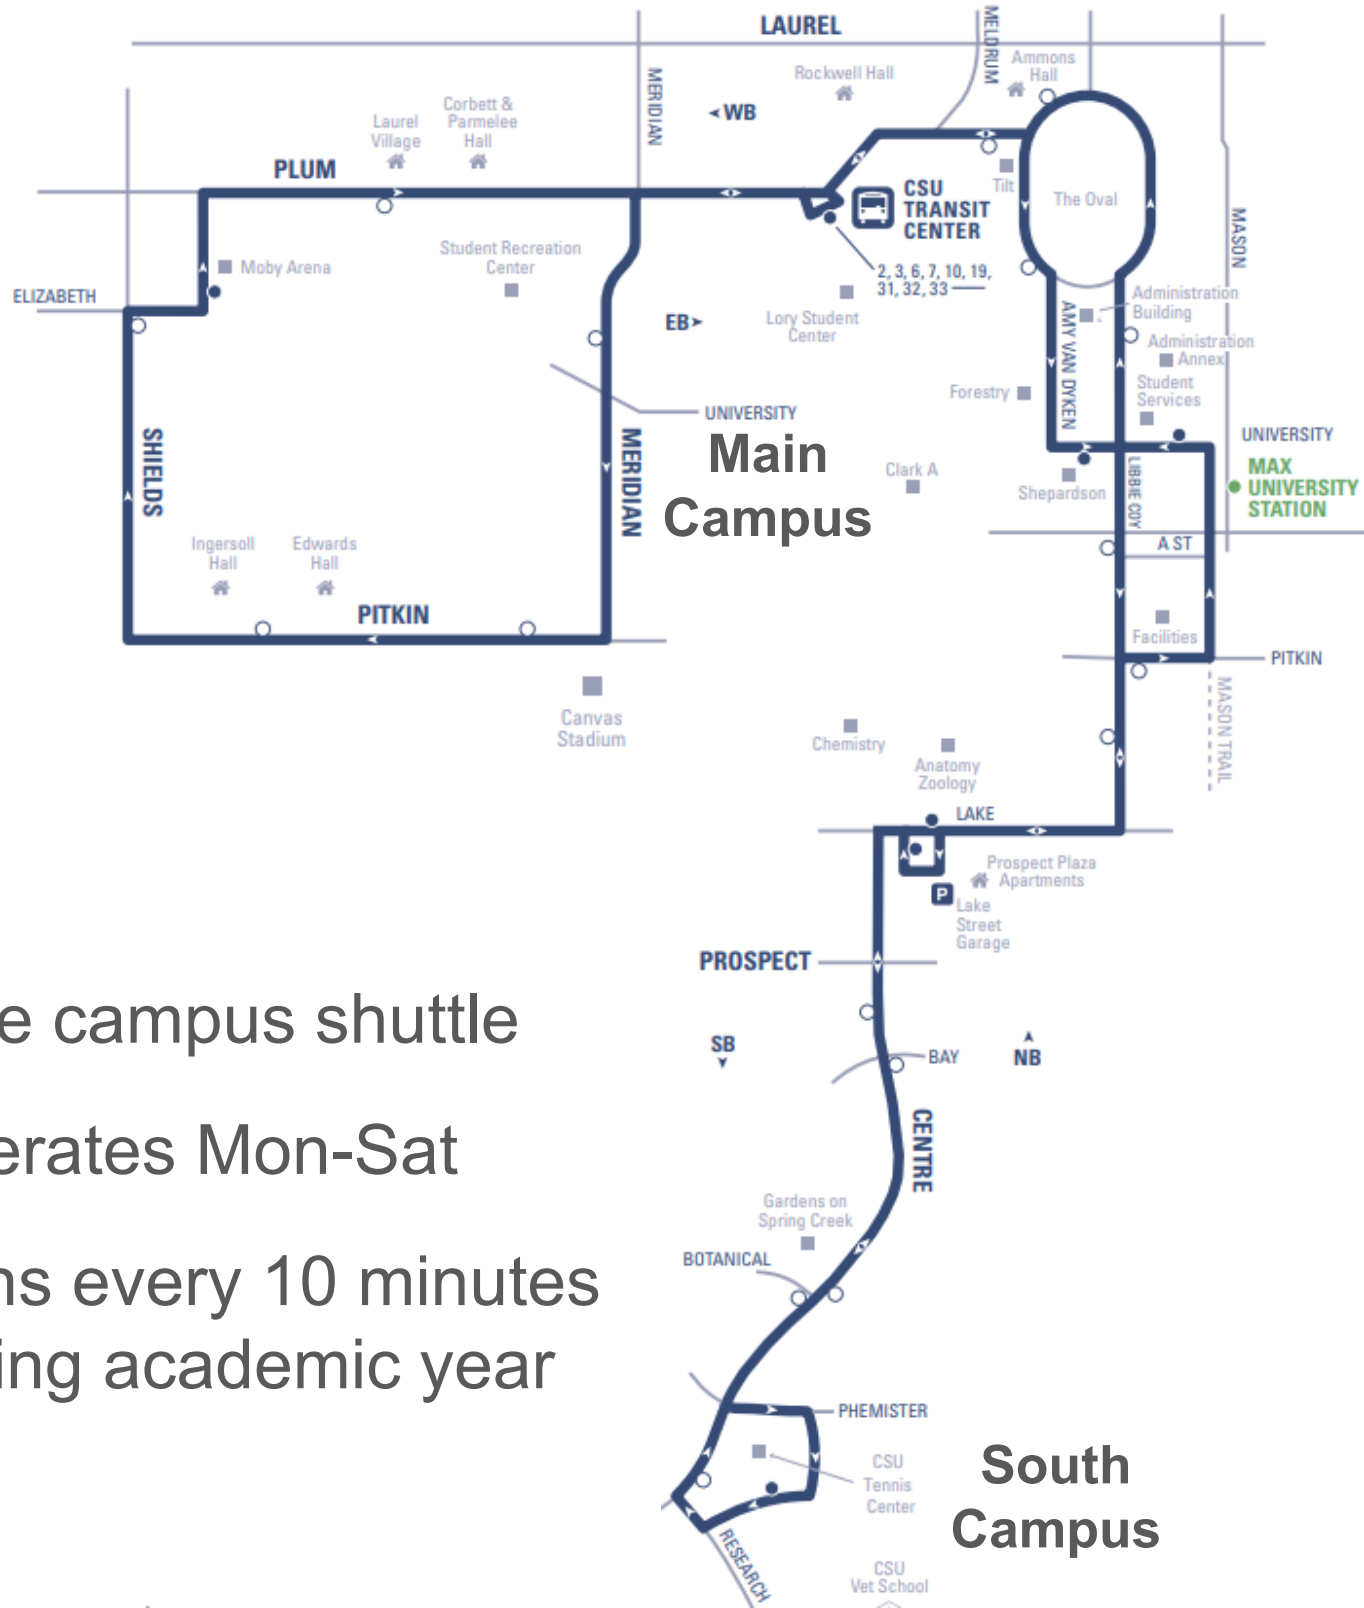 LAUREL
MELDRUM
MERIDIAN
Rockwell Hall
Ammons
Hall
Corbett &
Parmelee
Hall
Laurel
Village
WB
PLUM
CSU
TRANSIT
CENTER
Tilt
The Oval
MASON
2, 3, 6, 7, 10, 19,
31, 32, 33
Moby Arena
Student Recreation
Center
ELIZABETH
EB
Lory Student
Center
Administration
Building
AMY VAN DYKEN
Administration
Annex
Student
Services
Forestry
UNIVERSITY
UNIVERSITY
SHIELDS
MERIDIAN
Main
Campus
Clark A
Shepardson
LIBBIE COY
MAX
UNIVERSITY
STATION
A ST
Ingersoll
Hall
Edwards
Hall
PITKIN
Facilities
PITKIN
MASON TRAIL
Canvas
Stadium
Chemistry
Anatomy
Zoology
LAKE
Prospect Plaza
Apartments
P
Lake
Street
Garage
PROSPECT
e campus shuttle
SB
NB
BAY
CENTRE
erates Mon-Sat
Gardens on
Spring Creek
BOTANICAL
ns every 10 minutes
ing academic year
PHEMISTER
CSU
Tennis
Center
South
Campus
RESEARCH
CSU
Vet School